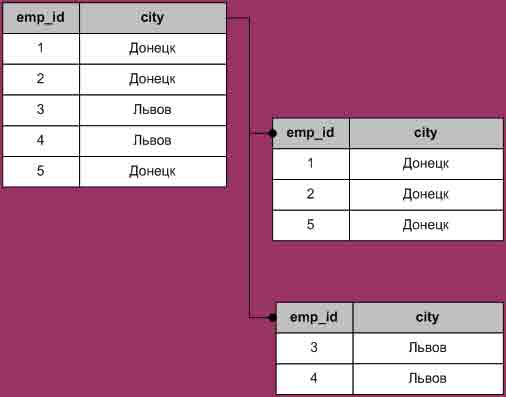 emp_id city
1 Донецк
2 Донецк
3 Львов
4 Львов
5 Донецк
emp_id city
1 Донецк
2 Донецк
5 Донецк
emp_id city
3 Львов
4 Львов